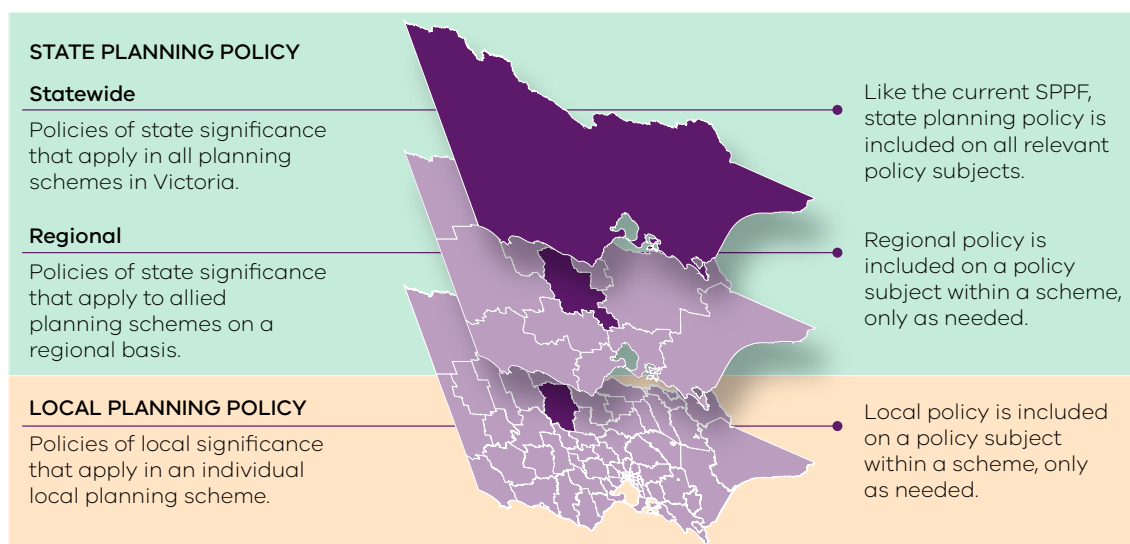 STATE PLANNING POLICY
Statewide
Policies of state significance
that apply in all planning
schemes in Victoria.
Like the current SPPF,
state planning policy is
included on all relevant
policy subjects.
Regional
Policies of state significance
that apply to allied
planning schemes on a
regional basis.
Regional policy is
included on a policy
subject within a scheme,
only as needed.
LOCAL PLANNING POLICY
Policies of local significance
that apply in an individual
local planning scheme.
Local policy is included
on a policy subject
within a scheme, only
as needed.